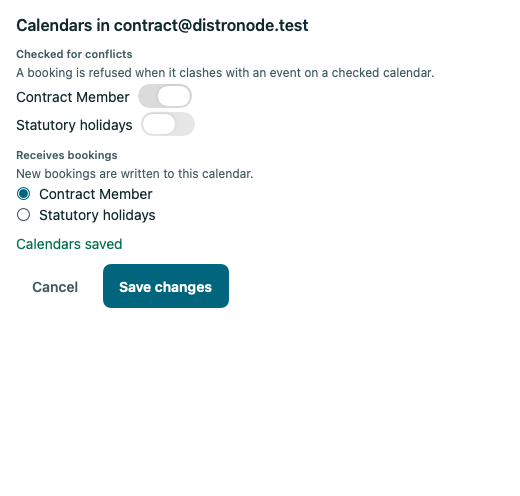 Calendars in contract@distronode.test
Checked for conflicts
A booking is refused when it clashes with an event on a checked calendar.
Contract Member
Statutory holidays
Receives bookings
New bookings are written to this calendar.
Contract Member
Statutory holidays
Calendars saved
Cancel
Save changes